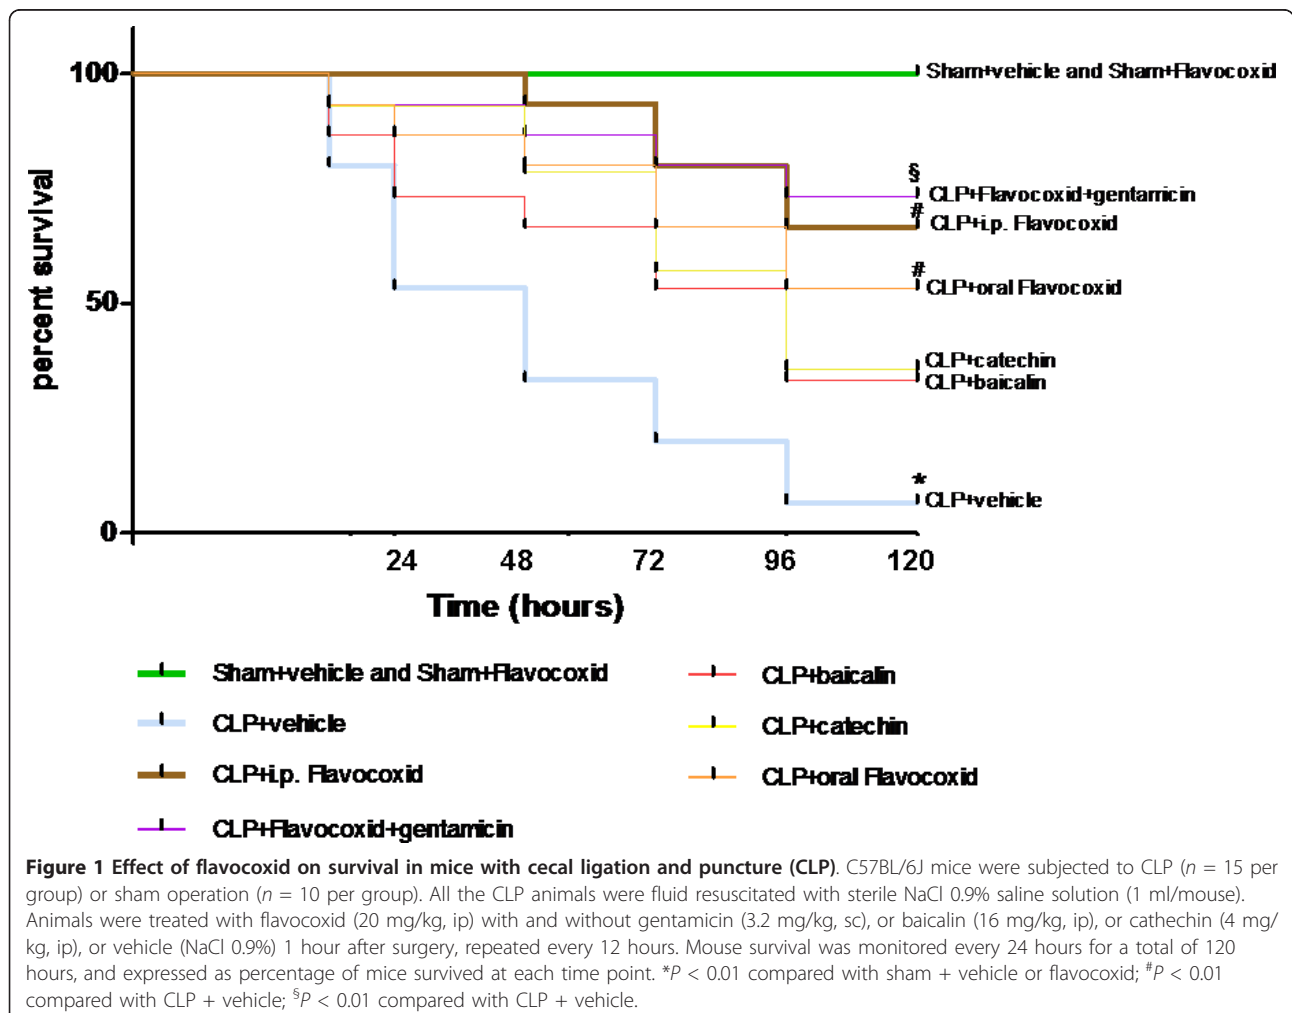 100
50
0
percent survival
24 48 72 96 120
Time (hours)
Sham+vehicle and Sham+Flavocoxid
§
CLP+Flavocoxid+gentamicin
#
CLP+i.p. Flavocoxid
#
CLP+oral Flavocoxid
CLP+catechin
CLP+baicalin
*
CLP+vehicle
Sham+vehicle and Sham+Flavocoxid
CLP+vehicle
CLP+i.p. Flavocoxid
CLP+Flavocoxid+gentamicin
CLP+baicalin
CLP+catechin
CLP+oral Flavocoxid
Figure 1 Effect of flavocoxid on survival in mice with cecal ligation and puncture (CLP). C57BL/6J mice were subjected to CLP (n = 15 per
group) or sham operation (n = 10 per group). All the CLP animals were fluid resuscitated with sterile NaCl 0.9% saline solution (1 ml/mouse).
Animals were treated with flavocoxid (20 mg/kg, ip) with and without gentamicin (3.2 mg/kg, sc), or baicalin (16 mg/kg, ip), or cathechin (4 mg/
kg, ip), or vehicle (NaCl 0.9%) 1 hour after surgery, repeated every 12 hours. Mouse survival was monitored every 24 hours for a total of 120
hours, and expressed as percentage of mice survived at each time point. *P < 0.01 compared with sham + vehicle or flavocoxid; #P < 0.01
compared with CLP + vehicle; §P < 0.01 compared with CLP + vehicle.